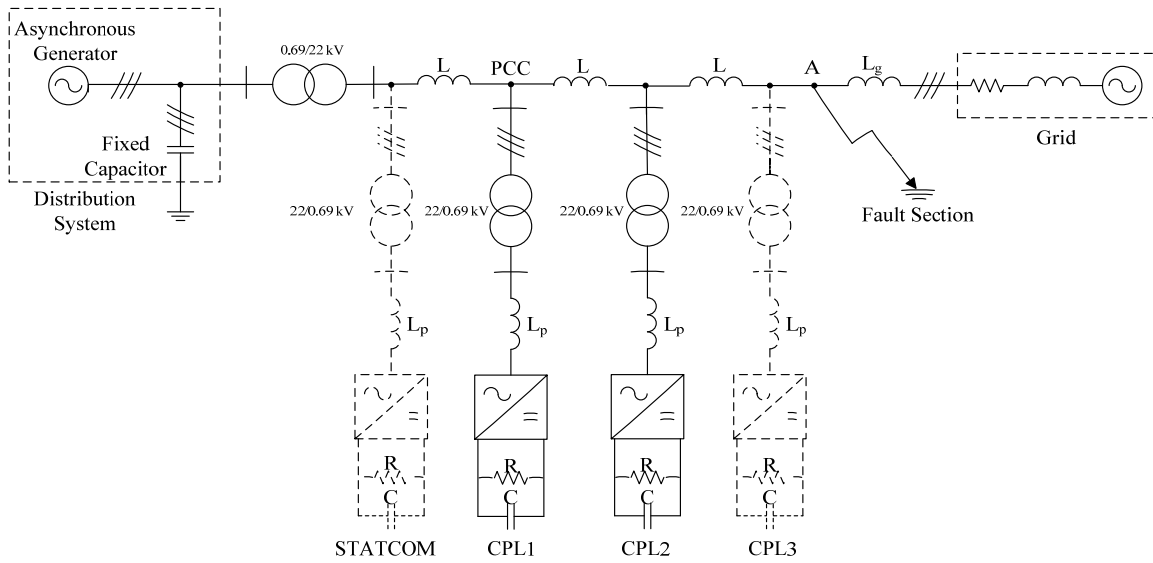 Asynchronous
Generator
Fixed
Capacitor
Distribution
System
0.69/22 kV
L
PCC
L
L
A
Lg
Grid
Fault Section
22/0.69 kV
22/0.69 kV
22/0.69 kV
22/0.69 kV
Lp
Lp
Lp
Lp
R
R
R
R
C
C
C
C
STATCOM
CPL1
CPL2
CPL3